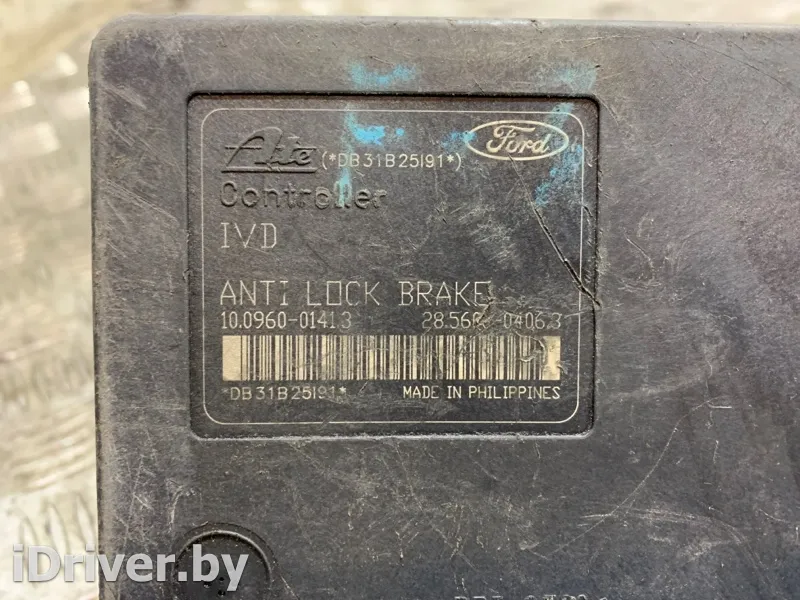 Ate (*DB31B25I91*) Ford
Controller
IVD
ANTI LOCK BRAKE
10.0960-0141.3
*DB31B25I91* MADE IN PHILIPPINES
iDriver.by